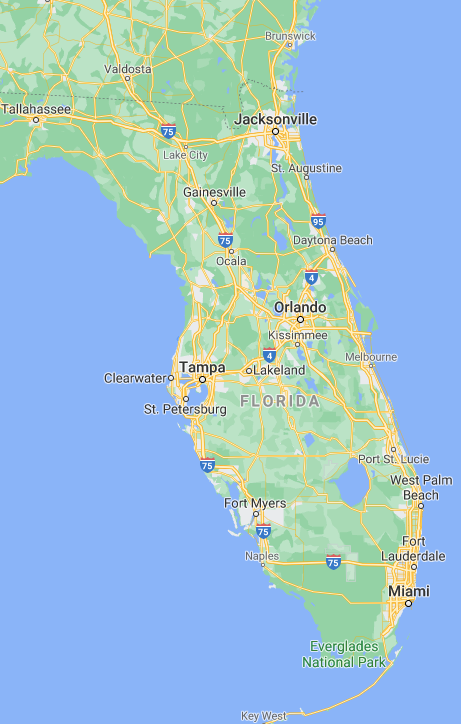 Brunswick
Valdosta
Tallahassee
Jacksonville
75
Lake City
St. Augustine
Gainesville
95
75
Daytona Beach
Ocala
4
Orlando
Kissimmee
4
Melbourne
Tampa
Lakeland
Clearwater
FLORIDA
St. Petersburg
Port St. Lucie
75
West Palm
Beach
Fort Myers
75
Fort
Lauderdale
Naples
75
Miami
Everglades
National Park
Key West